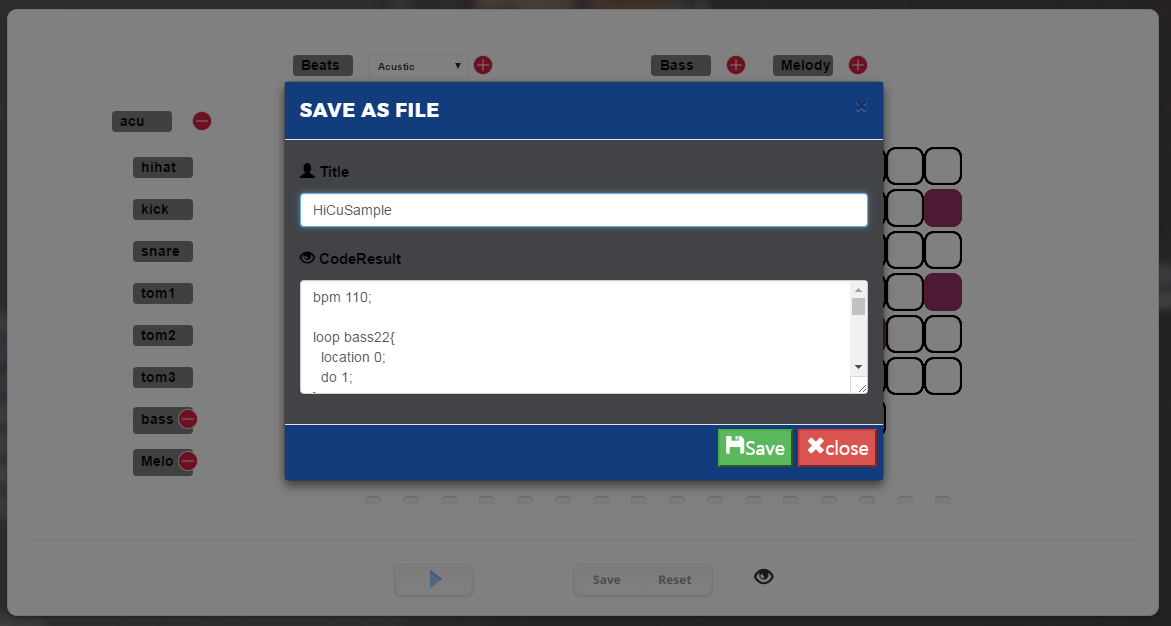 Beats Acustic Bass Melody
SAVE AS FILE
×
acu
Title
hihat
HiCuSample
kick
snare
CodeResult
tom1
bpm 110;
tom2
loop bass22{
location 0;
tom3
do 1;
bass
Save close
Melo
Save Reset